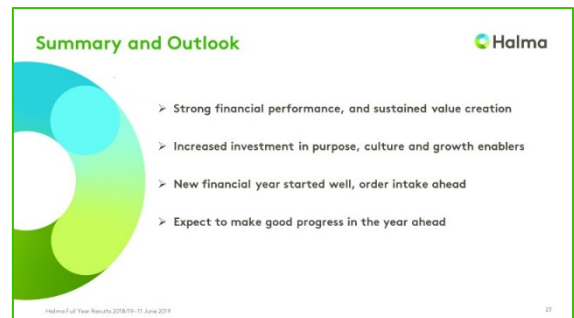 Summary and Outlook
Halma
➢ Strong financial performance, and sustained value creation
➢ Increased investment in purpose, culture and growth enablers
➢ New financial year started well, order intake ahead
➢ Expect to make good progress in the year ahead
Halma Full Year Results 2018/19- 11 June 2019
23